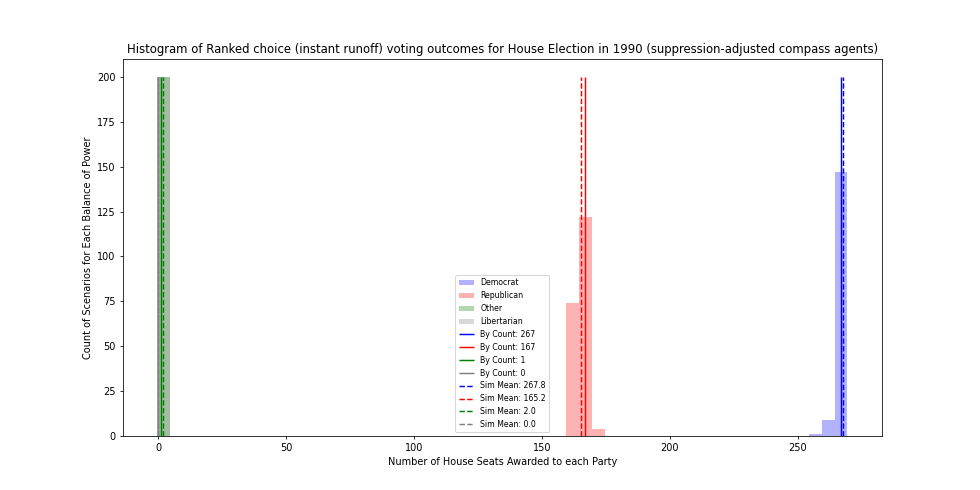 Histogram of Ranked choice (instant runoff) voting outcomes for House Election in 1990 (suppression-adjusted compass agents)
Count of Scenarios for Each Balance of Power
200
175
150
125
100
75
50
25
0
Democrat
Republican
Other
Libertarian
By Count: 267
By Count: 167
By Count: 1
By Count: 0
Sim Mean: 267.8
Sim Mean: 165.2
Sim Mean: 2.0
Sim Mean: 0.0
0 50 100 150 200 250
Number of House Seats Awarded to each Party